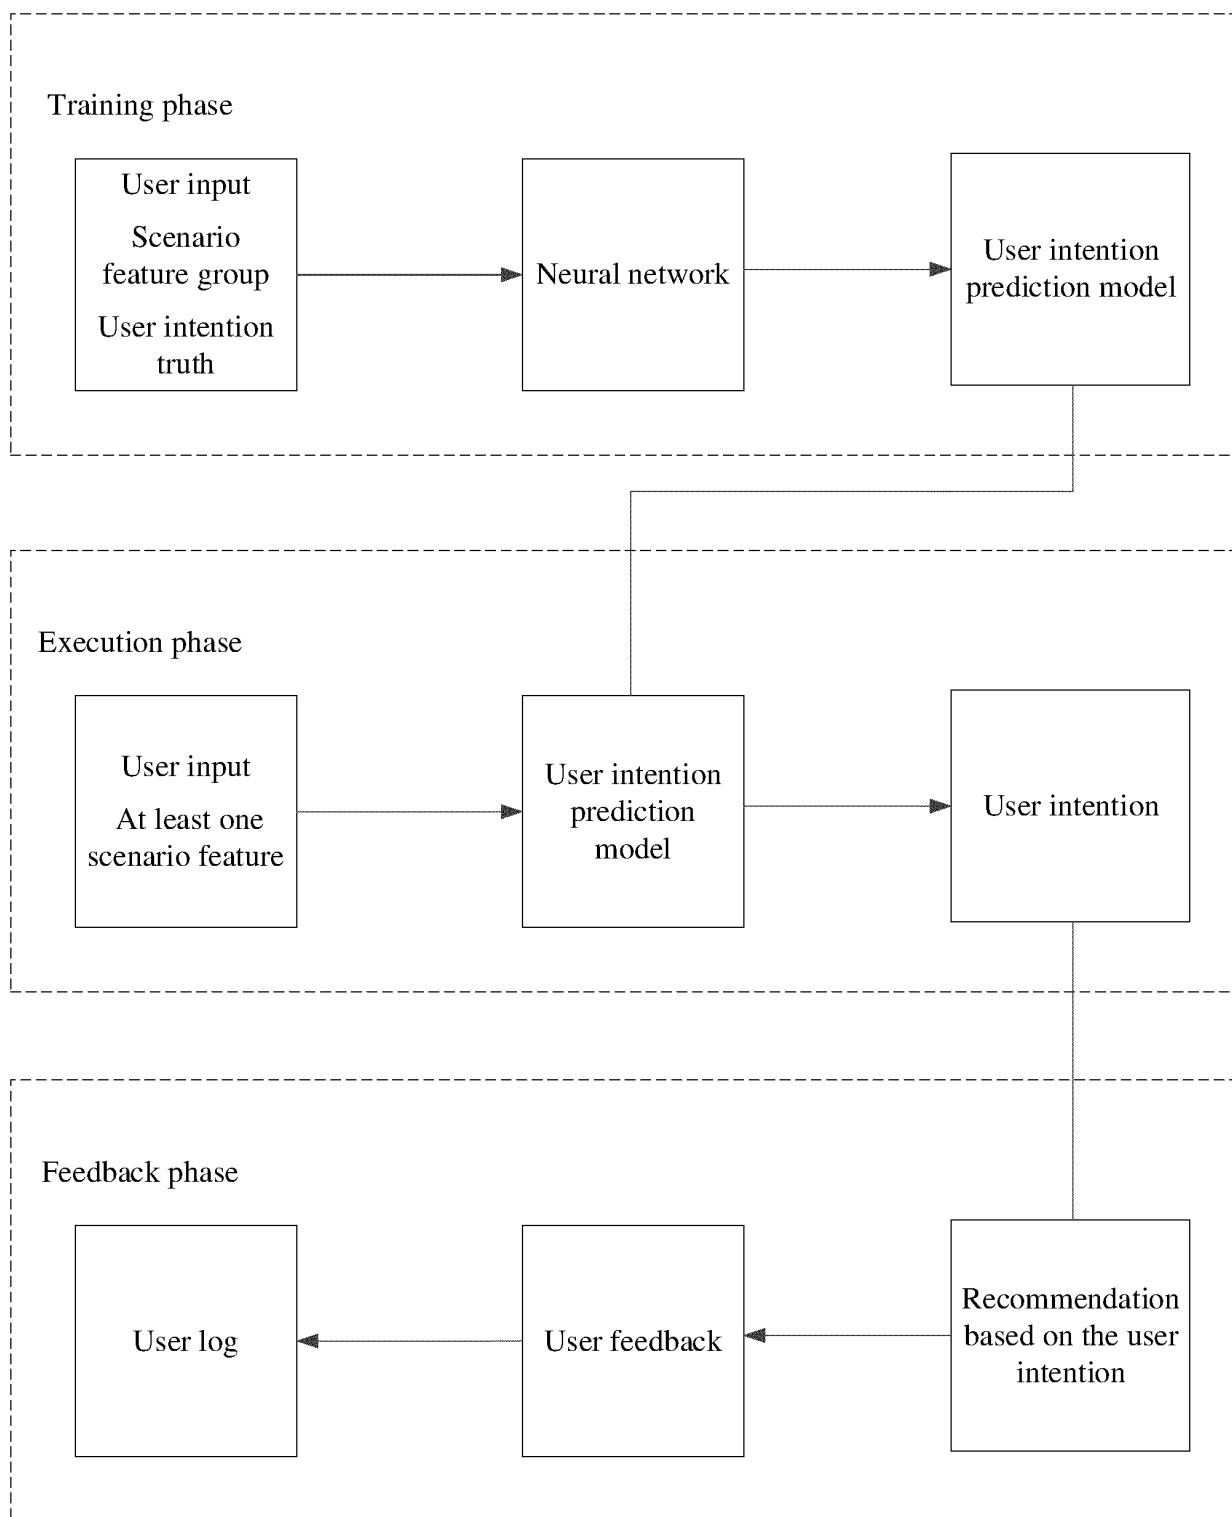 Training phase
User input
Scenario
feature group
User intention
truth
Neural network
User intention
prediction model
Execution phase
User input
At least one
scenario feature
User intention
prediction
model
User intention
Feedback phase
User log
User feedback
Recommendation
based on the user
intention